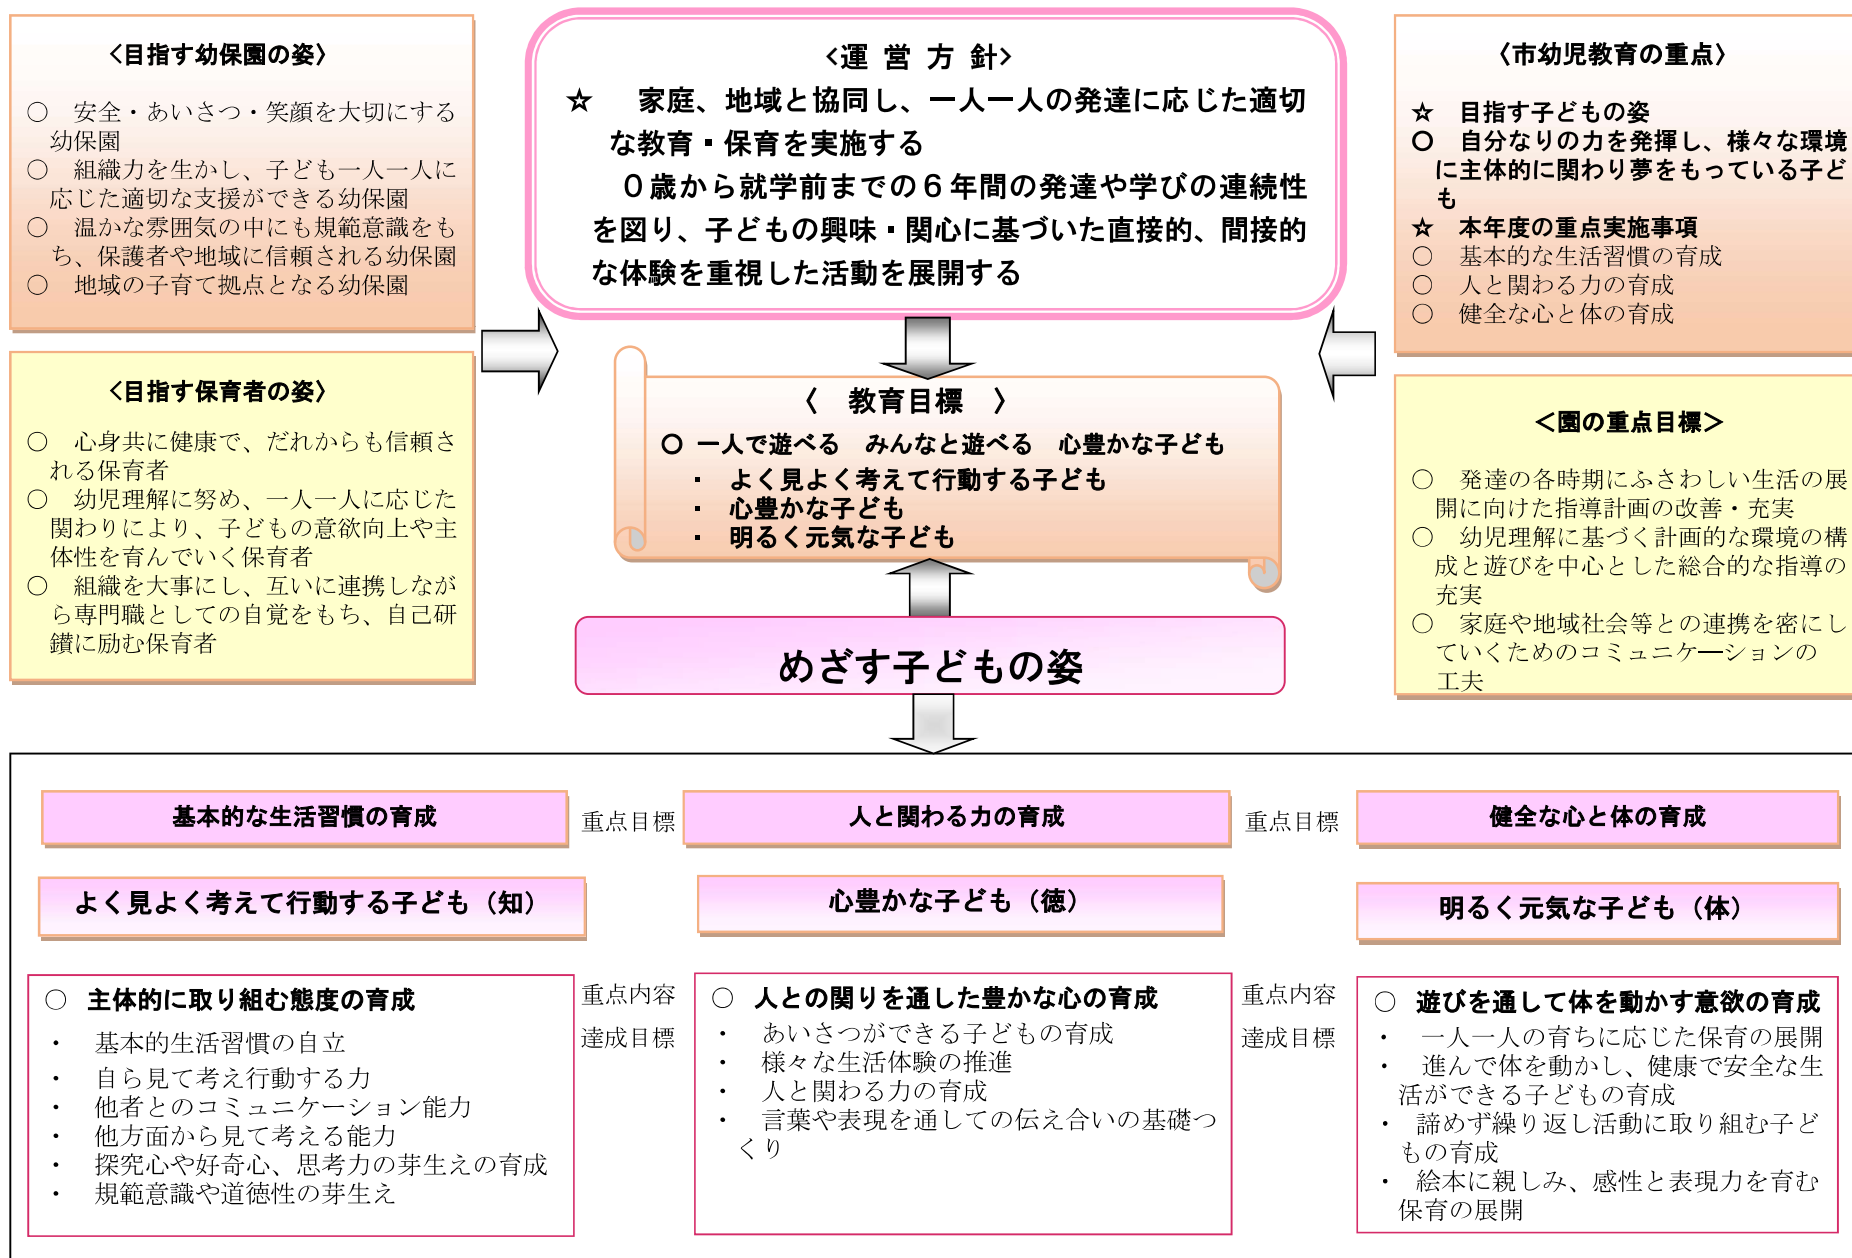 〈目指す幼保園の姿〉
○　安全・あいさつ・笑顔を大切にする
幼保園
○　組織力を生かし、子ども一人一人に
応じた適切な支援ができる幼保園
○　温かな雰囲気の中にも規範意識をも
ち、保護者や地域に信頼される幼保園
○　地域の子育て拠点となる幼保園
〈目指す保育者の姿〉
○　心身共に健康で、だれからも信頼さ
れる保育者
○　幼児理解に努め、一人一人に応じた
関わりにより、子どもの意欲向上や主
体性を育んでいく保育者
○　組織を大事にし、互いに連携しなが
ら専門職としての自覚をもち、自己研
鑚に励む保育者
〈運 営 方 針〉
☆　家庭、地域と協同し、一人一人の発達に応じた適切
な教育・保育を実施する
０歳から就学前までの６年間の発達や学びの連続性
を図り、子どもの興味・関心に基づいた直接的、間接的
な体験を重視した活動を展開する
〈　教育目標　〉
○ 一人で遊べる　みんなと遊べる　心豊かな子ども
・　よく見よく考えて行動する子ども
・　心豊かな子ども
・　明るく元気な子ども
めざす子どもの姿
〈市幼児教育の重点〉
☆　目指す子どもの姿
○　自分なりの力を発揮し、様々な環境
に主体的に関わり夢をもっている子ど
も
☆　本年度の重点実施事項
○　基本的な生活習慣の育成
○　人と関わる力の育成
○　健全な心と体の育成
＜園の重点目標＞
○　発達の各時期にふさわしい生活の展
開に向けた指導計画の改善・充実
○　幼児理解に基づく計画的な環境の構
成と遊びを中心とした総合的な指導の
充実
○　家庭や地域社会等との連携を密にし
ていくためのコミュニケーションの
工夫
基本的な生活習慣の育成
重点目標
人と関わる力の育成
重点目標
健全な心と体の育成
よく見よく考えて行動する子ども（知）
心豊かな子ども（徳）
明るく元気な子ども（体）
○　主体的に取り組む態度の育成
・　基本的生活習慣の自立
・　自ら見て考え行動する力
・　他者とのコミュニケーション能力
・　他方面から見て考える能力
・　探究心や好奇心、思考力の芽生えの育成
・　規範意識や道徳性の芽生え
重点内容
達成目標
○　人との関りを通した豊かな心の育成
・　あいさつができる子どもの育成
・　様々な生活体験の推進
・　人と関わる力の育成
・　言葉や表現を通しての伝え合いの基礎つ
くり
重点内容
達成目標
○　遊びを通して体を動かす意欲の育成
・　一人一人の育ちに応じた保育の展開
・　進んで体を動かし、健康で安全な生
活ができる子どもの育成
・　諦めず繰り返し活動に取り組む子ど
もの育成
・　絵本に親しみ、感性と表現力を育む
保育の展開